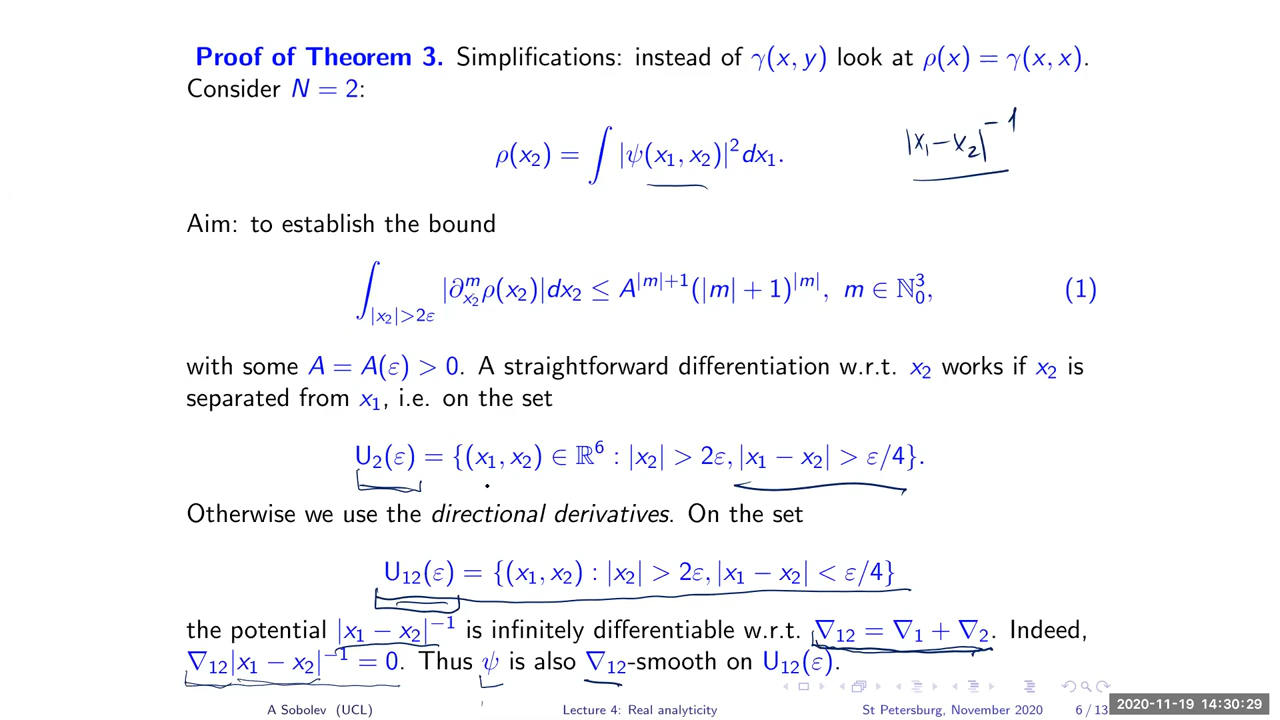 Proof of Theorem 3. Simplifications: instead of γ(x, y) look at ρ(x) = γ(x, x).
Consider N = 2:
ρ(x₂) = ∫ |ψ(x₁, x₂)|²dx₁.
|x₁ − x₂|⁻¹
Aim: to establish the bound
∫_{|x₂|>2ε} |∂ᵐ_{x₂} ρ(x₂)|dx₂ ≤ A^{|m|+1}(|m| + 1)^{|m|}, m ∈ ℕ₀³, (1)
with some A = A(ε) > 0. A straightforward differentiation w.r.t. x₂ works if x₂ is
separated from x₁, i.e. on the set
U₂(ε) = {(x₁, x₂) ∈ ℝ⁶ : |x₂| > 2ε, |x₁ − x₂| > ε/4}.
Otherwise we use the directional derivatives. On the set
U₁₂(ε) = {(x₁, x₂) : |x₂| > 2ε, |x₁ − x₂| < ε/4}
the potential |x₁ − x₂|⁻¹ is infinitely differentiable w.r.t. ∇₁₂ = ∇₁ + ∇₂. Indeed,
∇₁₂|x₁ − x₂|⁻¹ = 0. Thus ψ is also ∇₁₂-smooth on U₁₂(ε).
A Sobolev (UCL) Lecture 4: Real analyticity St Petersburg, November 2020 6 / 13
2020-11-19 14:30:29